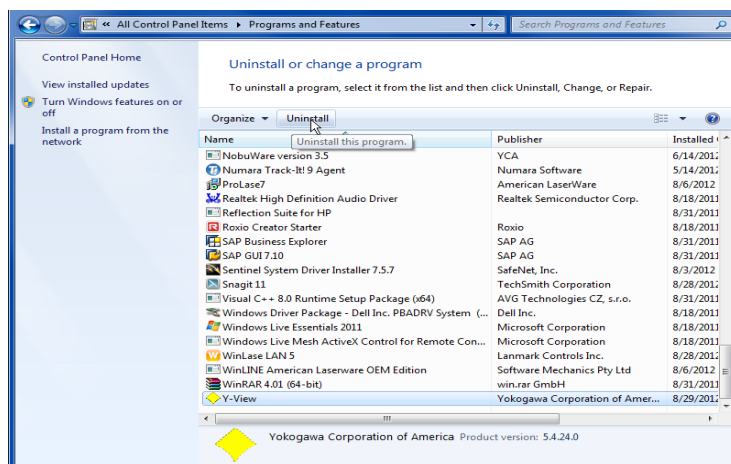 « All Control Panel Items ▸ Programs and Features
Search Programs and Features
Control Panel Home
View installed updates
Turn Windows features on or
off
Install a program from the
network
Uninstall or change a program
To uninstall a program, select it from the list and then click Uninstall, Change, or Repair.
Organize ▾ Uninstall
Uninstall this program.
Name Publisher Installed
NobuWare version 3.5 YCA 6/14/2012
Numara Track-It! 9 Agent Numara Software 5/14/2012
ProLase7 American LaserWare 8/6/2012
Realtek High Definition Audio Driver Realtek Semiconductor Corp. 8/18/2011
Reflection Suite for HP 8/31/2011
Roxio Creator Starter Roxio 8/18/2011
SAP Business Explorer SAP AG 8/31/2011
SAP GUI 7.10 SAP AG 8/31/2011
Sentinel System Driver Installer 7.5.7 SafeNet, Inc. 8/3/2012
Snagit 11 TechSmith Corporation 8/28/2012
Visual C++ 8.0 Runtime Setup Package (x64) AVG Technologies CZ, s.r.o. 8/31/2011
Windows Driver Package - Dell Inc. PBADRV System (... Dell Inc. 8/18/2011
Windows Live Essentials 2011 Microsoft Corporation 8/18/2011
Windows Live Mesh ActiveX Control for Remote Con... Microsoft Corporation 8/18/2011
WinLase LAN 5 Lanmark Controls Inc. 8/28/2012
WinLINE American Laserware OEM Edition Software Mechanics Pty Ltd 8/6/2012
WinRAR 4.01 (64-bit) win.rar GmbH 8/31/2011
Y-View Yokogawa Corporation of Amer... 8/29/2012
Yokogawa Corporation of America Product version: 5.4.24.0